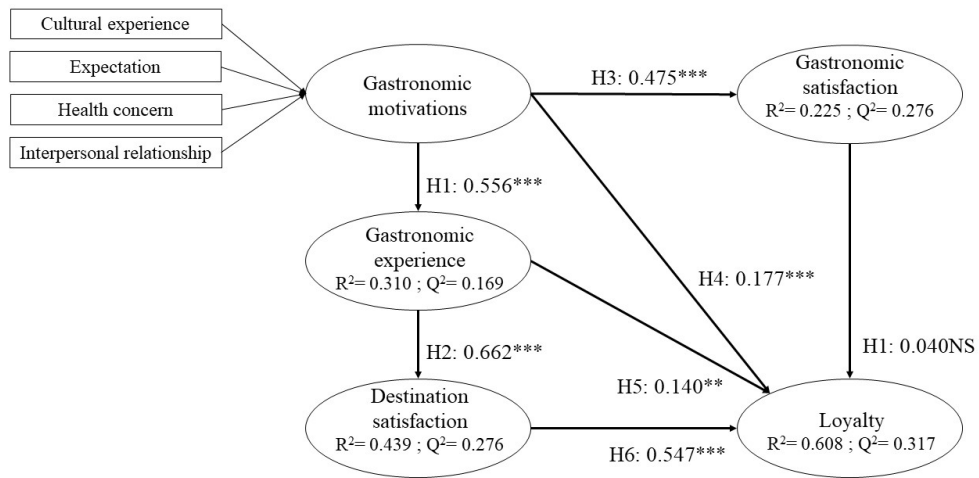 Cultural experience
Expectation
Health concern
Interpersonal relationship
Gastronomic
motivations
H3: 0.475***
Gastronomic
satisfaction
R²= 0.225 ; Q²= 0.276
H1: 0.556***
Gastronomic
experience
R²= 0.310 ; Q²= 0.169
H4: 0.177***
H1: 0.040NS
H2: 0.662***
H5: 0.140**
Destination
satisfaction
R²= 0.439 ; Q²= 0.276
H6: 0.547***
Loyalty
R²= 0.608 ; Q²= 0.317